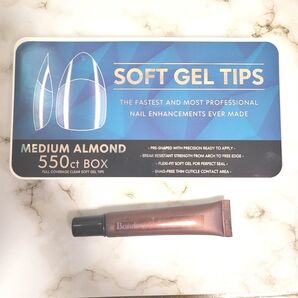 SOFT GEL TIPS
THE FASTEST AND MOST PROFESSIONAL
NAIL ENHANCEMENTS EVER MADE
MEDIUM ALMOND
550ct BOX
FULL COVERAGE CLEAR SOFT GEL TIPS
• PRE-SHAPED WITH PRECISION READY TO APPLY •
• BREAK RESISTANT STRENGTH FROM ARCH TO FREE EDGE •
• FLEXI-FIT SOFT GEL FOR PERFECT SEAL •
• SNAG-FREE THIN CUTICLE CONTACT AREA •